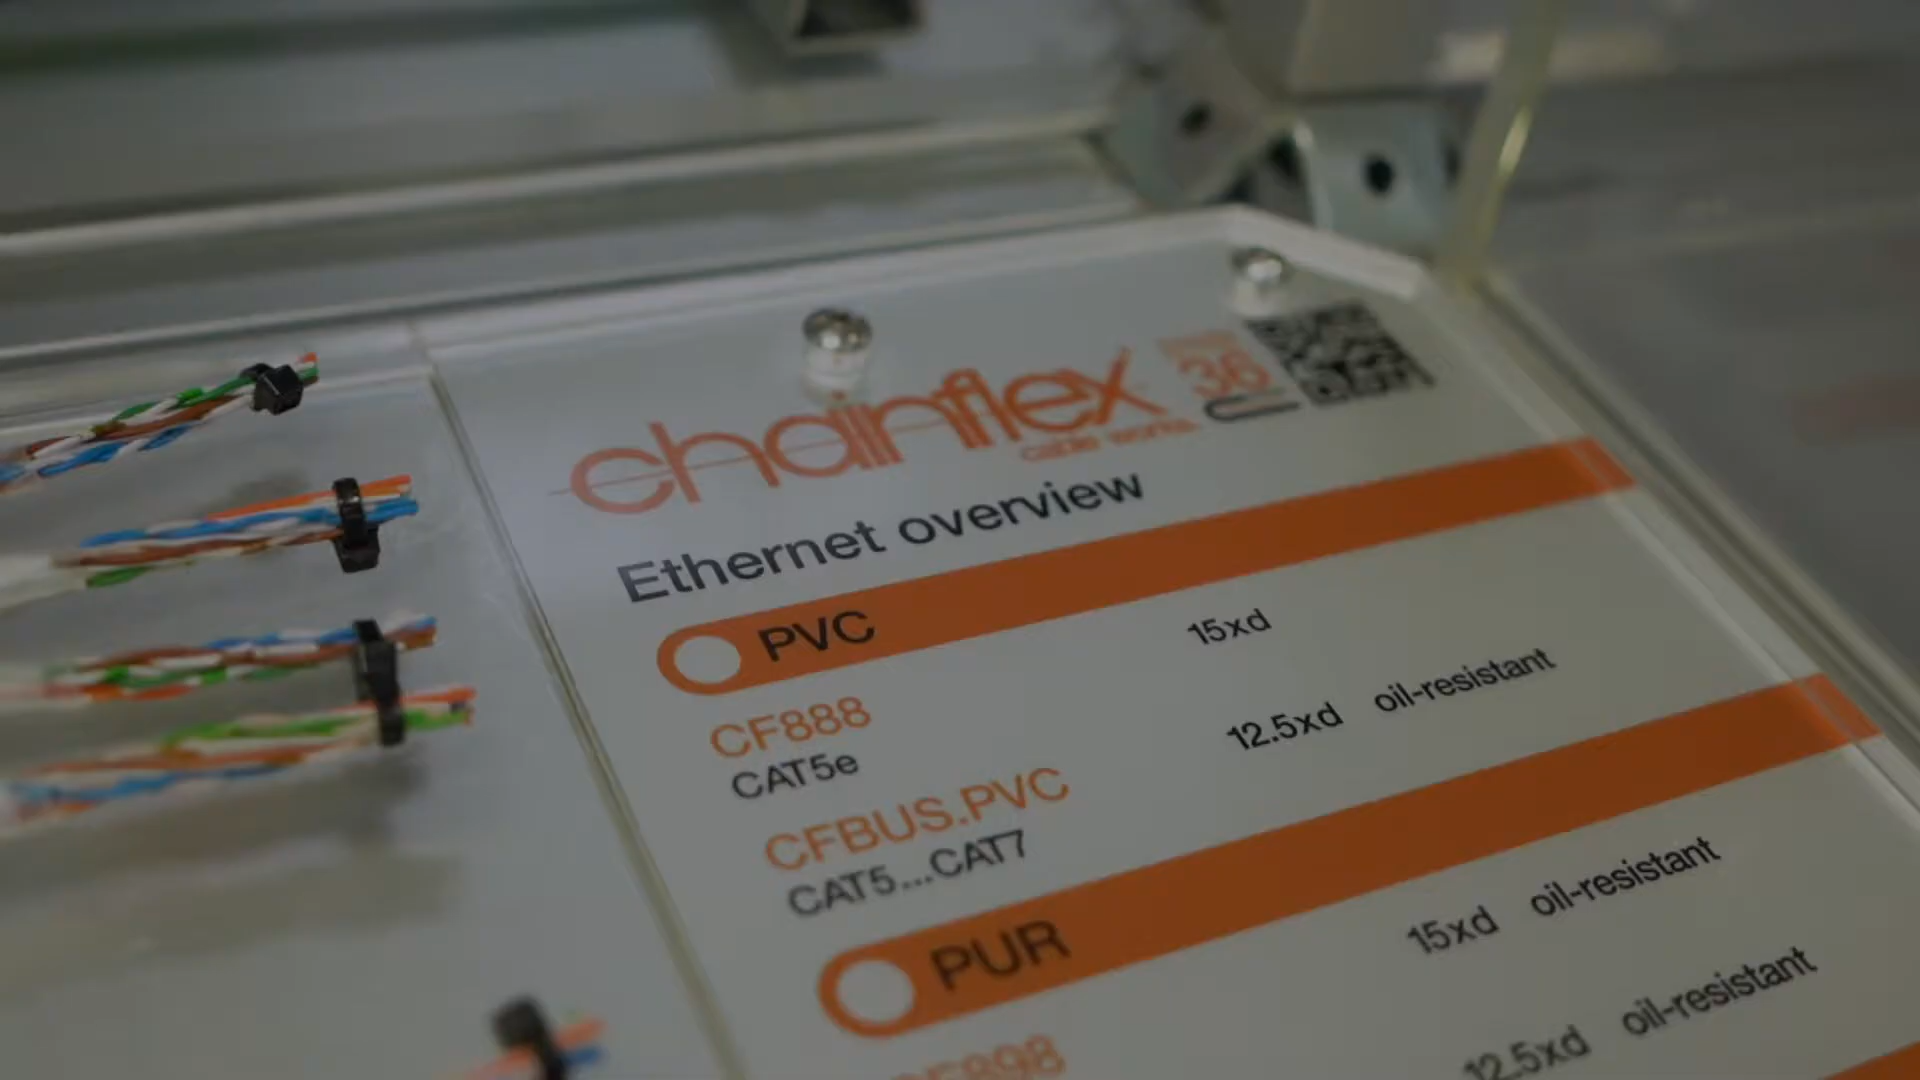 chainflex
cable works
36
Ethernet overview
PVC
CF888 15xd
CAT5e
CFBUS.PVC 12.5xd oil-resistant
CAT5...CAT7
PUR
CF898 15xd oil-resistant
12.5xd oil-resistant